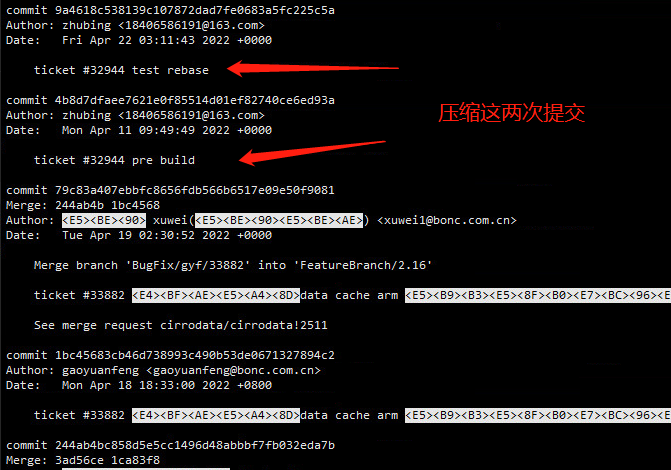 commit 9a4618c538139c107872dad7fe0683a5fc225c5a
Author: zhubing <18406586191@163.com>
Date:   Fri Apr 22 03:11:43 2022 +0000
ticket #32944 test rebase
commit 4b8d7dfaee7621e0f85514d01ef82740ce6ed93a
Author: zhubing <18406586191@163.com>
Date:   Mon Apr 11 09:49:49 2022 +0000
压缩这两次提交
ticket #32944 pre build
commit 79c83a407ebbfc8656fdb566b6517e09e50f9081
Merge: 244ab4b 1bc4568
Author: <E5><BE><90> xuwei(<E5><BE><90><E5><BE><AE>) <xuwei1@bonc.com.cn>
Date:   Tue Apr 19 02:30:52 2022 +0000
Merge branch 'BugFix/gyf/33882' into 'FeatureBranch/2.16'
ticket #33882 <E4><BF><AE><E5><A4><8D>data cache arm <E5><B9><B3><E5><8F><B0><E7><BC><96><E
See merge request cirrodata/cirrodata!2511
commit 1bc45683cb46d738993c490b53de0671327894c2
Author: gaoyuanfeng <gaoyuanfeng@bonc.com.cn>
Date:   Mon Apr 18 18:33:00 2022 +0800
ticket #33882 <E4><BF><AE><E5><A4><8D>data cache arm <E5><B9><B3><E5><8F><B0><E7><BC><96><E
commit 244ab4bc858d5e5cc1496d48abbbf7fb032eda7b
Merge: 3ad56ce 1ca83f8